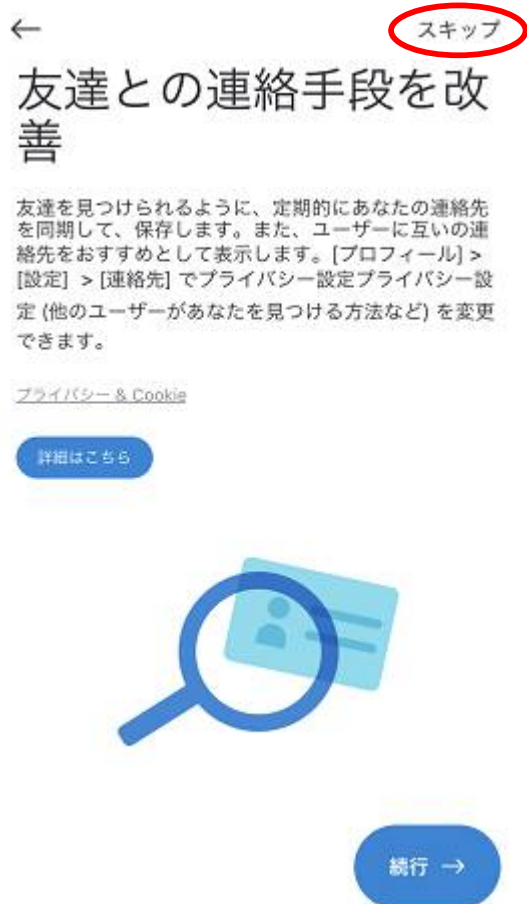 ←
スキップ
友達との連絡手段を改
善
友達を見つけられるように、定期的にあなたの連絡先
を同期して、保存します。また、ユーザーに互いの連
絡先をおすすめとして表示します。[プロフィール] >
[設定] > [連絡先] でプライバシー設定プライバシー設
定 (他のユーザーがあなたを見つける方法など) を変更
できます。
プライバシー & Cookie
詳細はこちら
続行 →